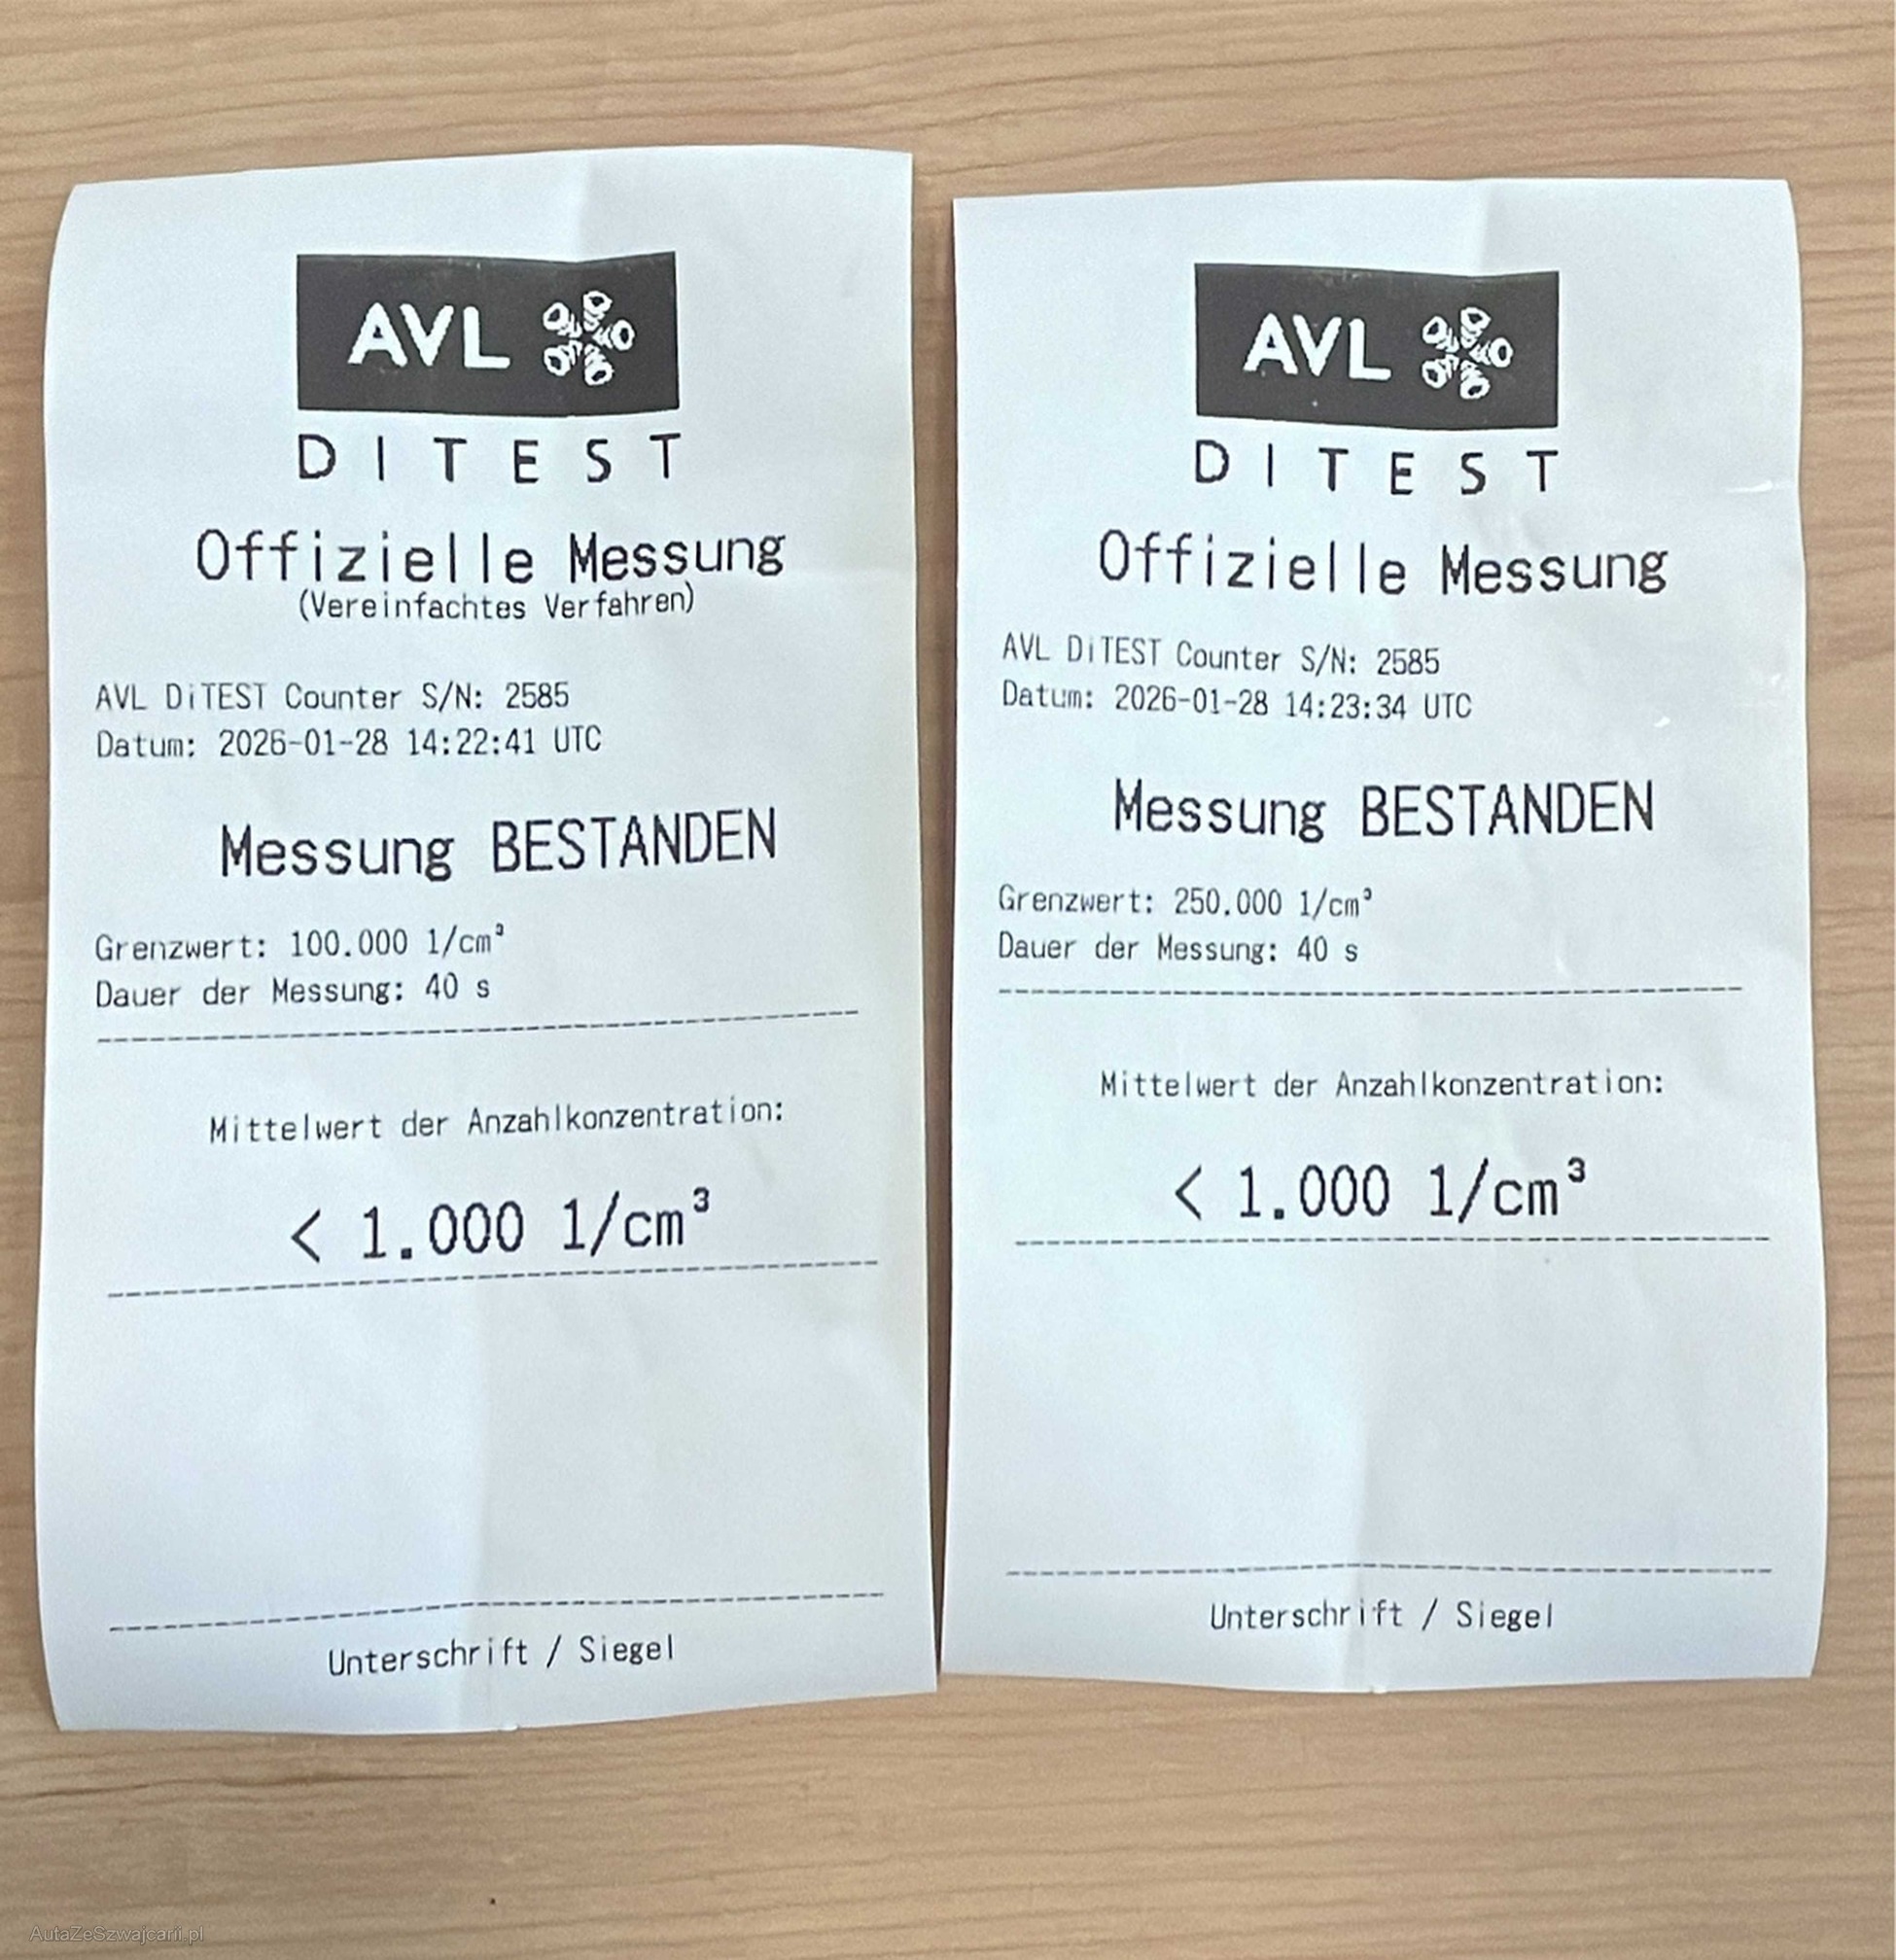 AVL
DITEST
Offizielle Messung
(Vereinfachtes Verfahren)
AVL DiTEST Counter S/N: 2585
Datum: 2026-01-28 14:22:41 UTC
Messung BESTANDEN
Grenzwert: 100.000 1/cm³
Dauer der Messung: 40 s
Mittelwert der Anzahlkonzentration:
< 1.000 1/cm³
Unterschrift / Siegel
AVL
DITEST
Offizielle Messung
AVL DiTEST Counter S/N: 2585
Datum: 2026-01-28 14:23:34 UTC
Messung BESTANDEN
Grenzwert: 250.000 1/cm³
Dauer der Messung: 40 s
Mittelwert der Anzahlkonzentration:
< 1.000 1/cm³
Unterschrift / Siegel
AutaZeSzwajcarii.pl